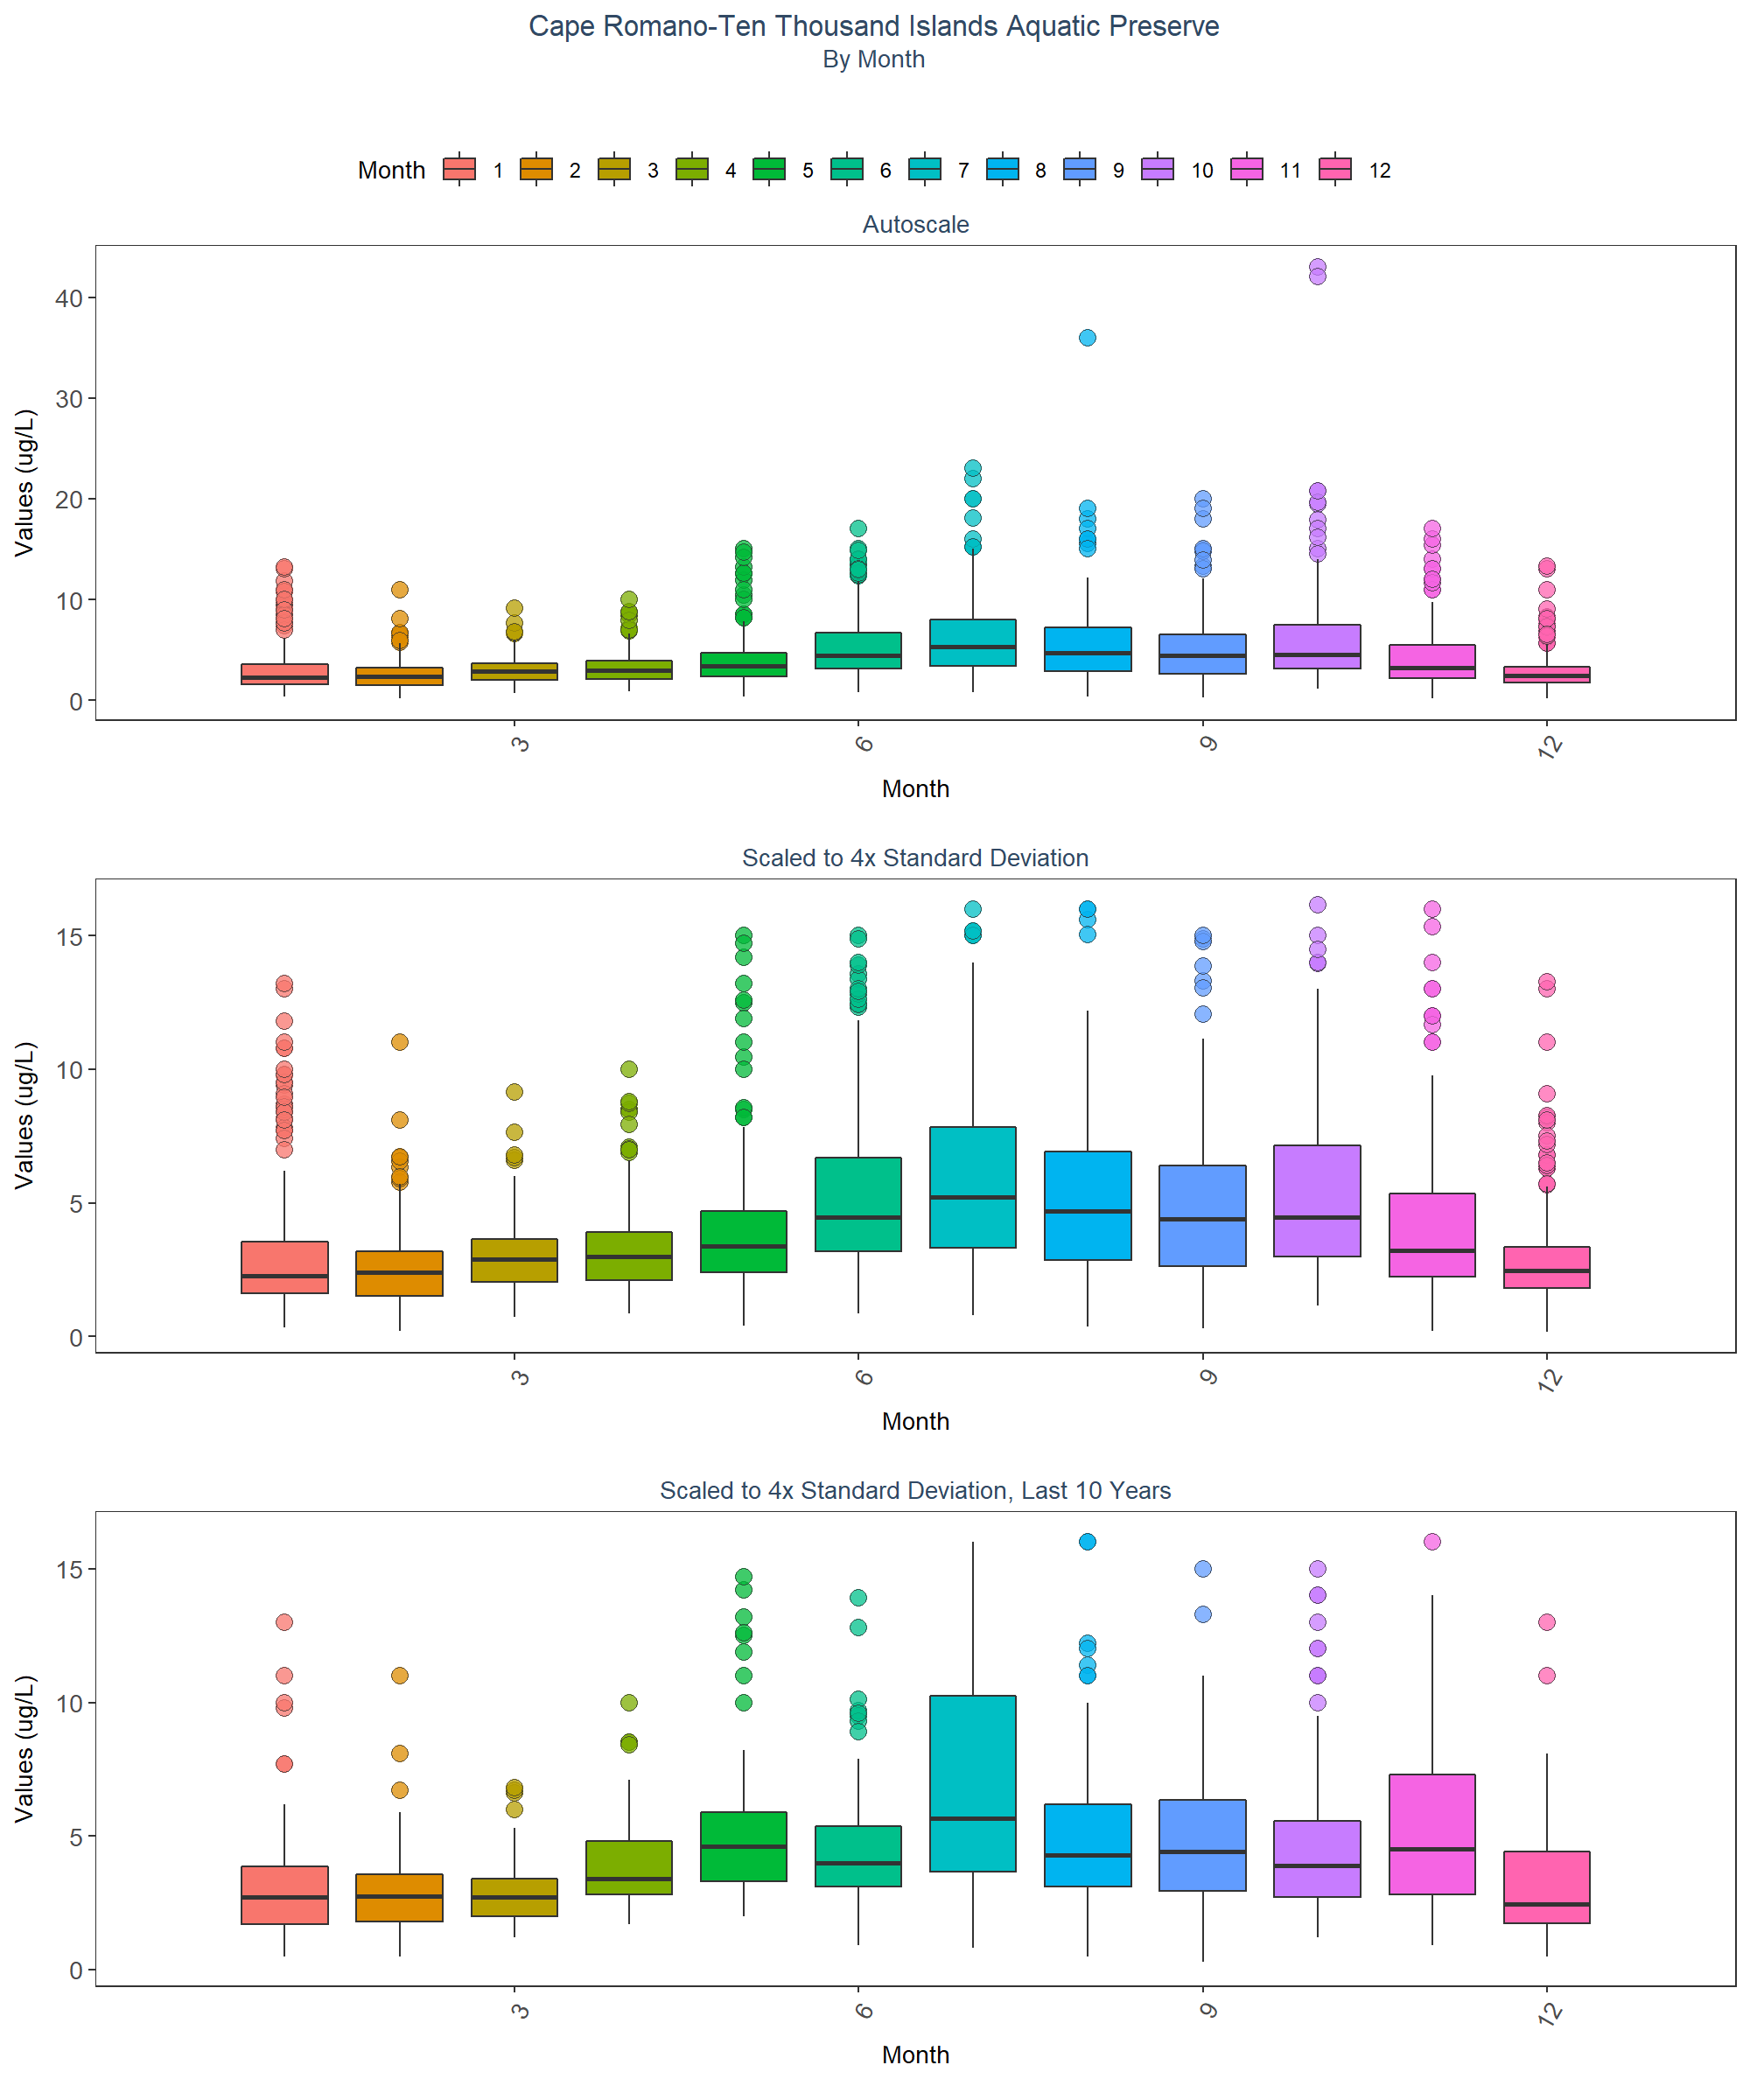 Cape Romano-Ten Thousand Islands Aquatic Preserve
By Month
Month 1 2 3 4 5 6 7 8 9 10 11 12
Autoscale
Values (ug/L)
40
30
20
10
0
3 6 9 12
Month
Scaled to 4x Standard Deviation
Values (ug/L)
15
10
5
0
3 6 9 12
Month
Scaled to 4x Standard Deviation, Last 10 Years
Values (ug/L)
15
10
5
0
3 6 9 12
Month